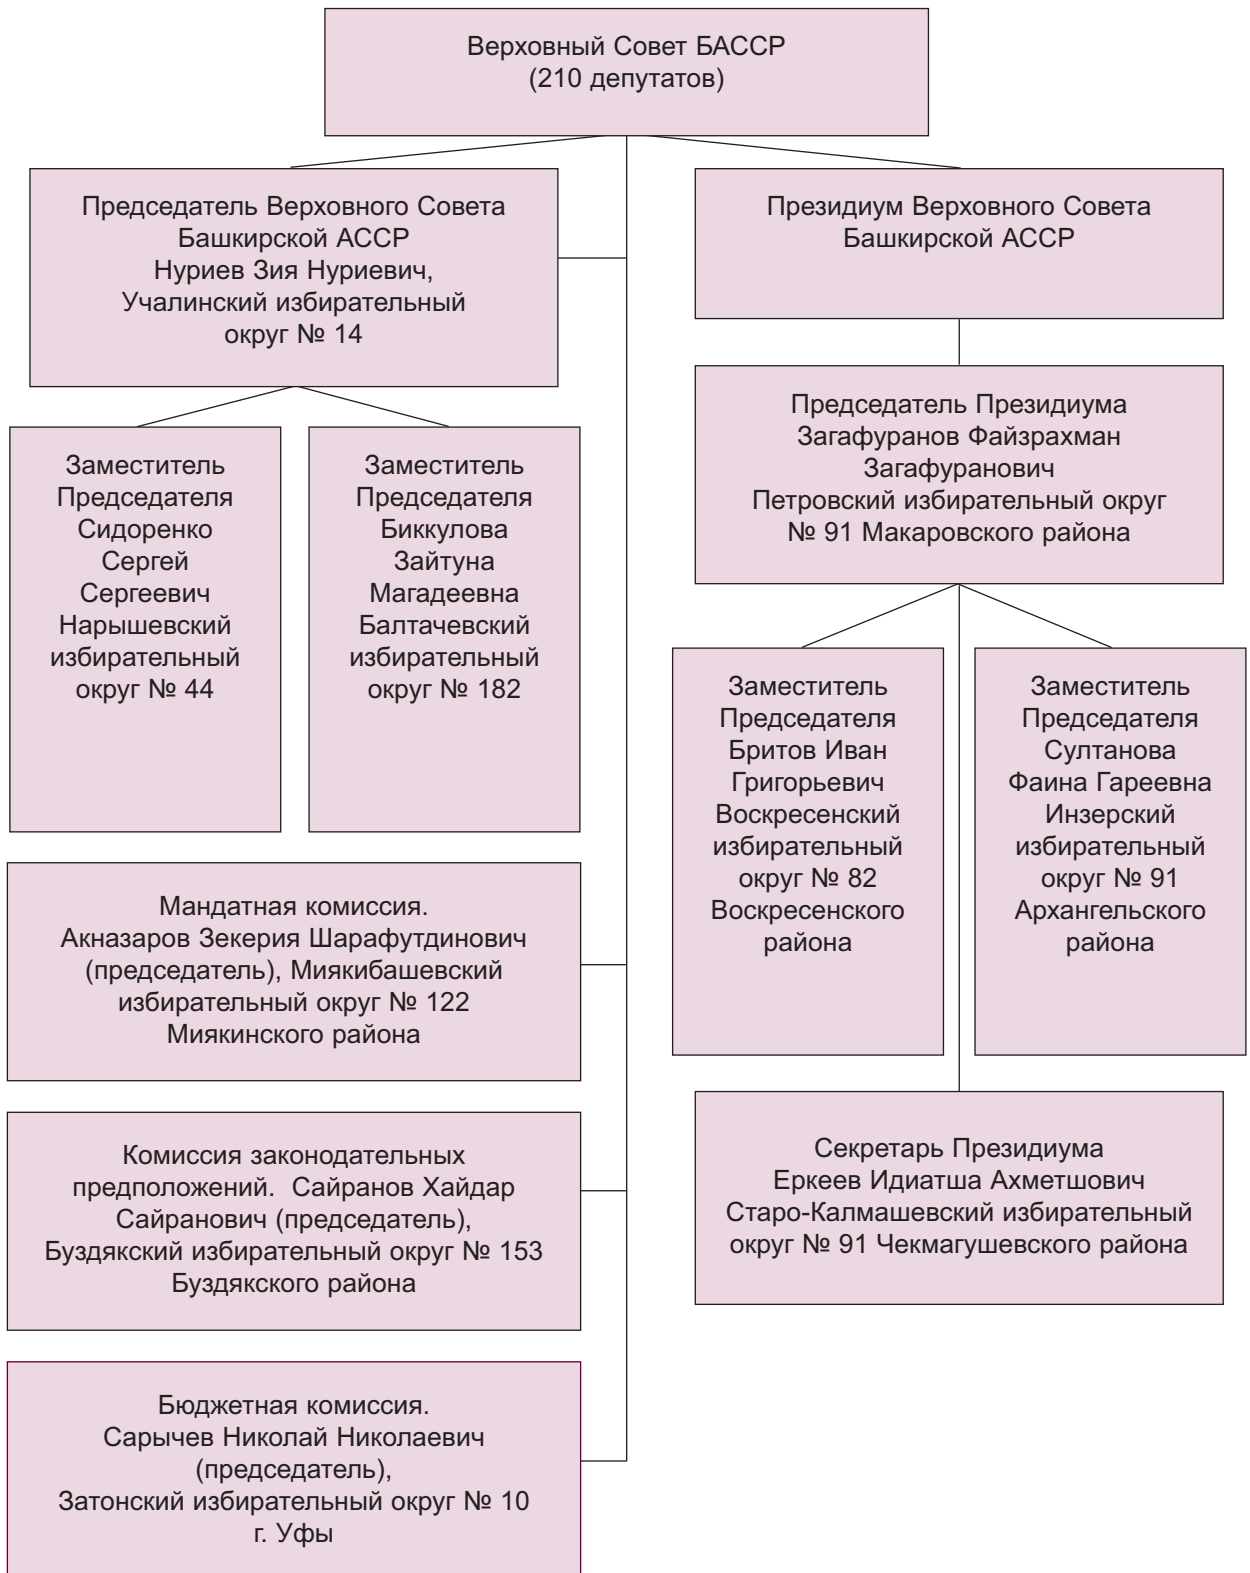 Верховный Совет БАССР
(210 депутатов)
Председатель Верховного Совета
Башкирской АССР
Нуриев Зия Нуриевич,
Учалинский избирательный
округ № 14
Президиум Верховного Совета
Башкирской АССР
Председатель Президиума
Загафуранов Файзрахман
Загафуранович
Петровский избирательный округ
№ 91 Макаровского района
Заместитель
Председателя
Сидоренко
Сергей
Сергеевич
Нарышевский
избирательный
округ № 44
Заместитель
Председателя
Биккулова
Зайтуна
Магадеевна
Балтачевский
избирательный
округ № 182
Заместитель
Председателя
Бритов Иван
Григорьевич
Воскресенский
избирательный
округ № 82
Воскресенского
района
Заместитель
Председателя
Султанова
Фаина Гареевна
Инзерский
избирательный
округ № 91
Архангельского
района
Мандатная комиссия.
Акназаров Зекерия Шарафутдинович
(председатель), Миякибашевский
избирательный округ № 122
Миякинского района
Комиссия законодательных
предположений. Сайранов Хайдар
Сайранович (председатель),
Буздякский избирательный округ № 153
Буздякского района
Секретарь Президиума
Еркеев Идиатша Ахметшович
Старо-Калмашевский избирательный
округ № 91 Чекмагушевского района
Бюджетная комиссия.
Сарычев Николай Николаевич
(председатель),
Затонский избирательный округ № 10
г. Уфы